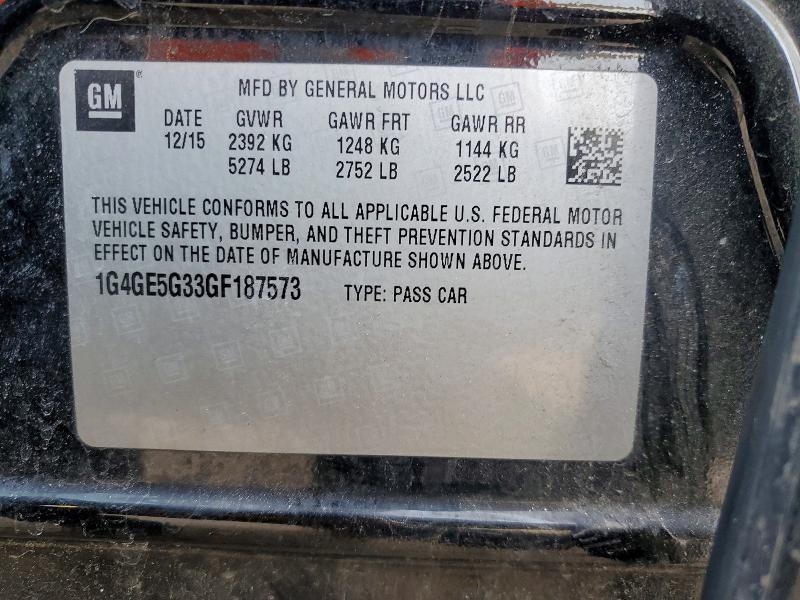 GM
MFD BY GENERAL MOTORS LLC
DATE GVWR GAWR FRT GAWR RR
12/15 2392 KG 1248 KG 1144 KG
5274 LB 2752 LB 2522 LB
THIS VEHICLE CONFORMS TO ALL APPLICABLE U.S. FEDERAL MOTOR
VEHICLE SAFETY, BUMPER, AND THEFT PREVENTION STANDARDS IN
EFFECT ON THE DATE OF MANUFACTURE SHOWN ABOVE.
1G4GE5G33GF187573 TYPE: PASS CAR